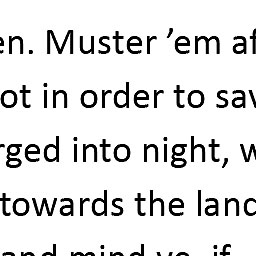 en. Muster ’em af
ot in order to sav
rged into night, w
towards the land
and mind ye, if